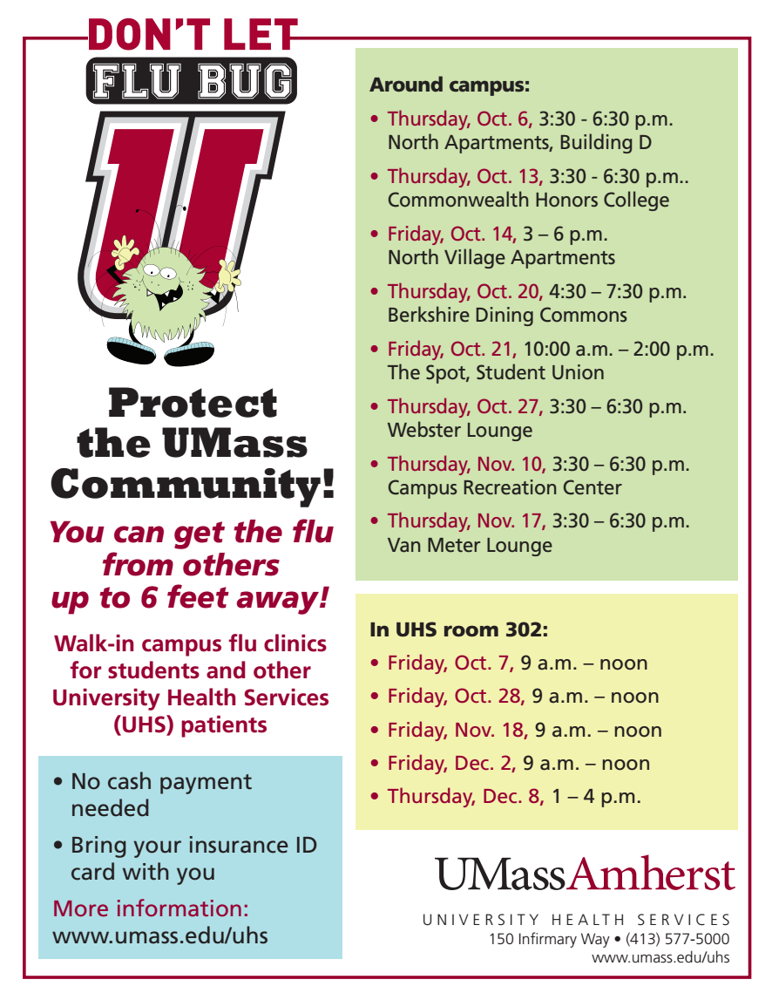 DON'T LET
FLU BUG
U
Protect
the UMass
Community!
You can get the flu
from others
up to 6 feet away!
Walk-in campus flu clinics
for students and other
University Health Services
(UHS) patients
• No cash payment
needed
• Bring your insurance ID
card with you
More information:
www.umass.edu/uhs
Around campus:
• Thursday, Oct. 6, 3:30 - 6:30 p.m.
North Apartments, Building D
• Thursday, Oct. 13, 3:30 - 6:30 p.m..
Commonwealth Honors College
• Friday, Oct. 14, 3 – 6 p.m.
North Village Apartments
• Thursday, Oct. 20, 4:30 – 7:30 p.m.
Berkshire Dining Commons
• Friday, Oct. 21, 10:00 a.m. – 2:00 p.m.
The Spot, Student Union
• Thursday, Oct. 27, 3:30 – 6:30 p.m.
Webster Lounge
• Thursday, Nov. 10, 3:30 – 6:30 p.m.
Campus Recreation Center
• Thursday, Nov. 17, 3:30 – 6:30 p.m.
Van Meter Lounge
In UHS room 302:
• Friday, Oct. 7, 9 a.m. – noon
• Friday, Oct. 28, 9 a.m. – noon
• Friday, Nov. 18, 9 a.m. – noon
• Friday, Dec. 2, 9 a.m. – noon
• Thursday, Dec. 8, 1 – 4 p.m.
UMassAmherst
UNIVERSITY HEALTH SERVICES
150 Infirmary Way • (413) 577-5000
www.umass.edu/uhs